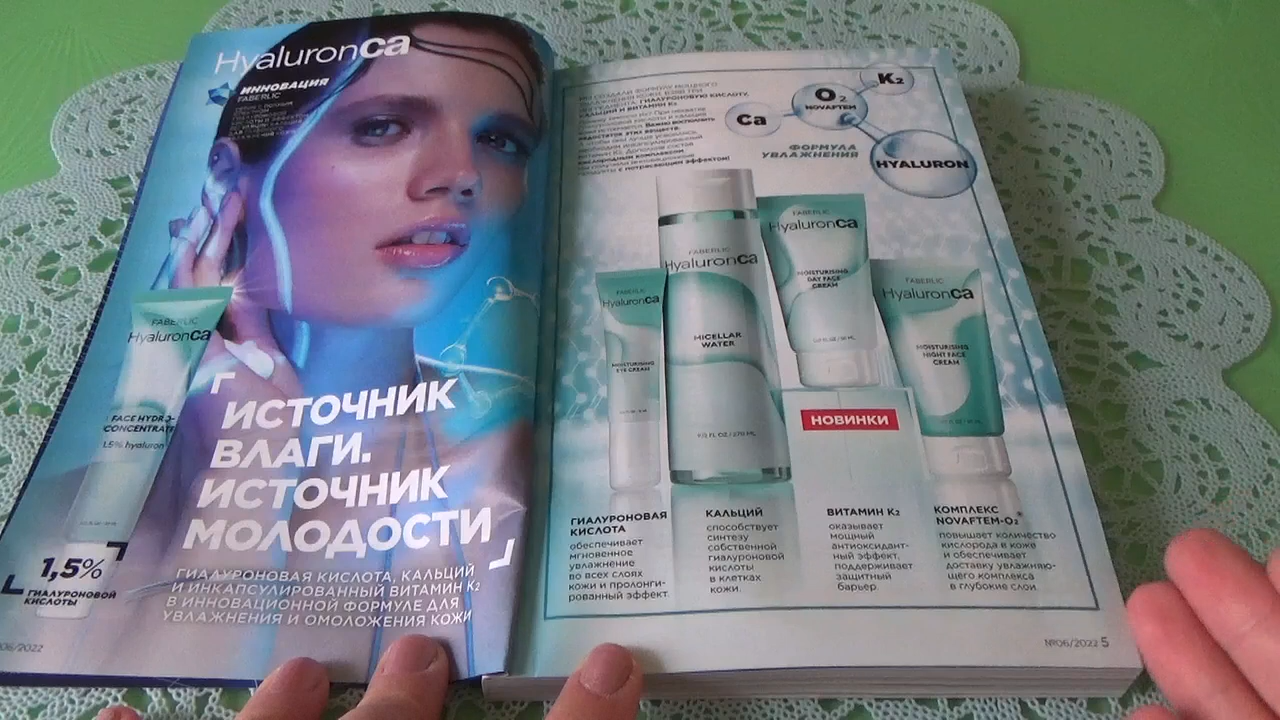 HyaluronCa
ИННОВАЦИЯ
FABERLIC
FABERLIC
HyaluronCa
FACE HYDRO-
CONCENTRATE
1,5% hyaluron
1,5%
ГИАЛУРОНОВОЙ
КИСЛОТЫ
ИСТОЧНИК
ВЛАГИ.
ИСТОЧНИК
МОЛОДОСТИ
ГИАЛУРОНОВАЯ КИСЛОТА, КАЛЬЦИЙ
И ИНКАПСУЛИРОВАННЫЙ ВИТАМИН K₂
В ИННОВАЦИОННОЙ ФОРМУЛЕ ДЛЯ
УВЛАЖНЕНИЯ И ОМОЛОЖЕНИЯ КОЖИ
06/2022
ГИАЛУРОНОВУЮ КИСЛОТУ,
КАЛЬЦИЙ И ВИТАМИН K₂
K₂
O₂
NOVAFTEM
Ca
HYALURON
ФОРМУЛА
УВЛАЖНЕНИЯ
FABERLIC
HyaluronCa
MOISTURISING
EYE CREAM
FABERLIC
HyaluronCa
MICELLAR
WATER
FABERLIC
HyaluronCa
MOISTURISING
DAY FACE
CREAM
FABERLIC
HyaluronCa
MOISTURISING
NIGHT FACE
CREAM
НОВИНКИ
ГИАЛУРОНОВАЯ
КИСЛОТА
обеспечивает
мгновенное
увлажнение
во всех слоях
кожи и пролонги-
рованный эффект.
КАЛЬЦИЙ
способствует
синтезу
собственной
гиалуроновой
кислоты
в клетках
кожи.
ВИТАМИН K₂
оказывает
мощный
антиоксидант-
ный эффект,
поддерживает
защитный
барьер.
КОМПЛЕКС
NOVAFTEM-O₂®
повышает количество
кислорода в коже
и обеспечивает
доставку увлажняю-
щего комплекса
в глубокие слои.
№06/2022 5